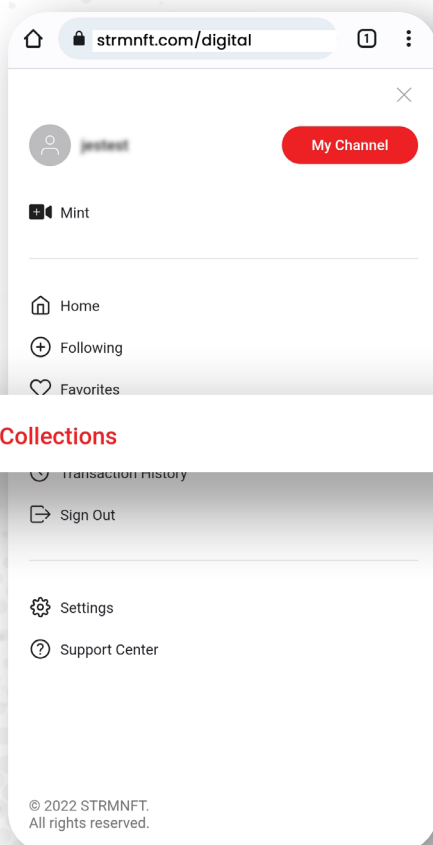 strmnft.com/digital
1
My Channel
Mint
Home
Following
Favorites
Collections
Transaction History
Sign Out
Settings
Support Center
© 2022 STRMNFT.
All rights reserved.